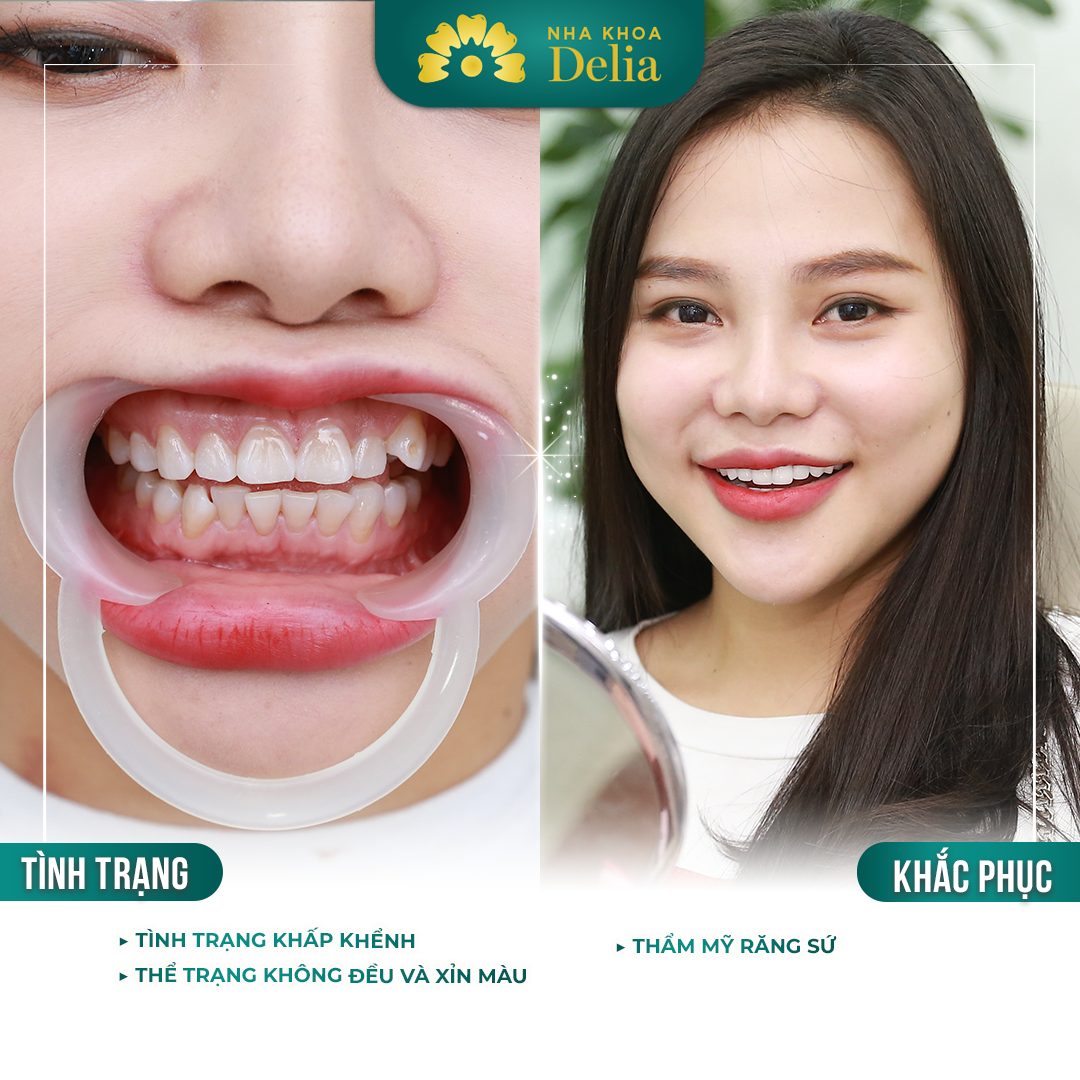 NHA KHOA
Delia
TÌNH TRẠNG
▸ TÌNH TRẠNG KHẤP KHỂNH
▸ THỂ TRẠNG KHÔNG ĐỀU VÀ XỈN MÀU
KHẮC PHỤC
▸ THẨM MỸ RĂNG SỨ